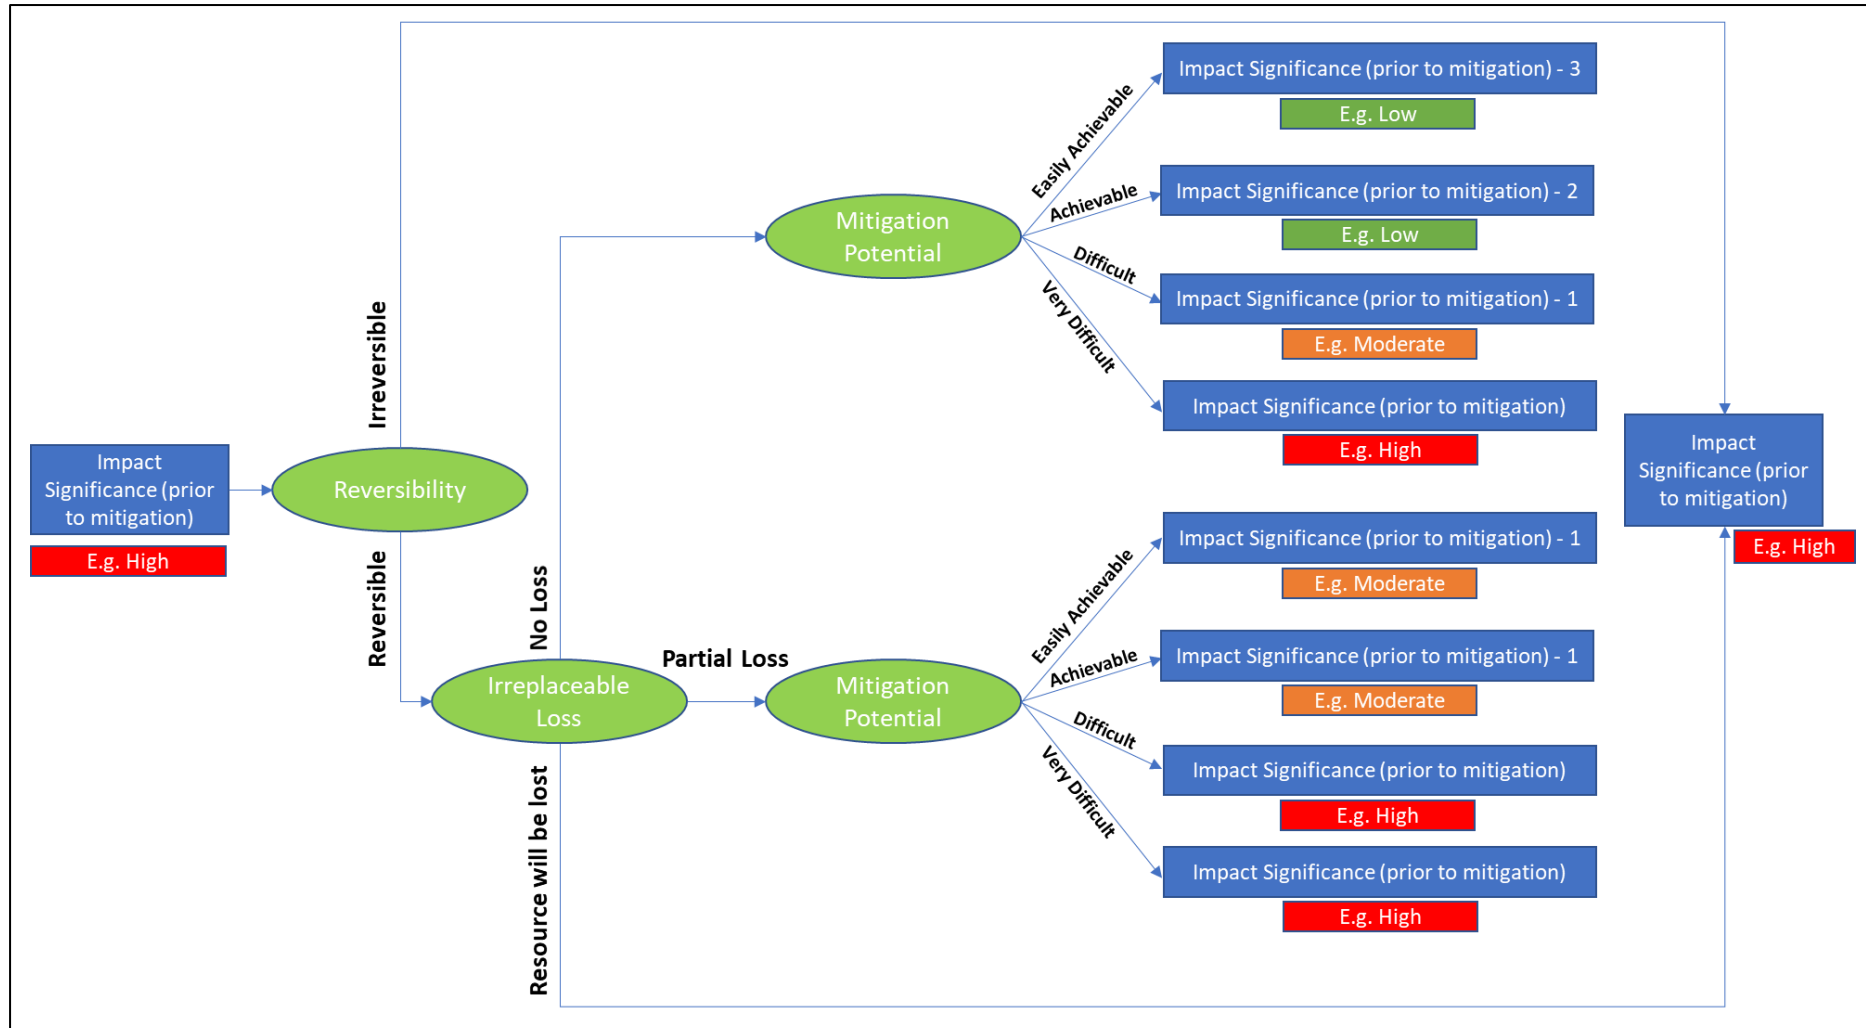 Impact
Significance (prior
to mitigation)
E.g. High
Reversibility
Irreversible
Reversible
Irreplaceable
Loss
No Loss
Partial Loss
Resource will be lost
Mitigation
Potential
Easily Achievable
Achievable
Difficult
Very Difficult
Impact Significance (prior to mitigation) - 3
E.g. Low
Impact Significance (prior to mitigation) - 2
E.g. Low
Impact Significance (prior to mitigation) - 1
E.g. Moderate
Impact Significance (prior to mitigation)
E.g. High
Mitigation
Potential
Easily Achievable
Achievable
Difficult
Very Difficult
Impact Significance (prior to mitigation) - 1
E.g. Moderate
Impact Significance (prior to mitigation) - 1
E.g. Moderate
Impact Significance (prior to mitigation)
E.g. High
Impact Significance (prior to mitigation)
E.g. High
Impact
Significance (prior
to mitigation)
E.g. High